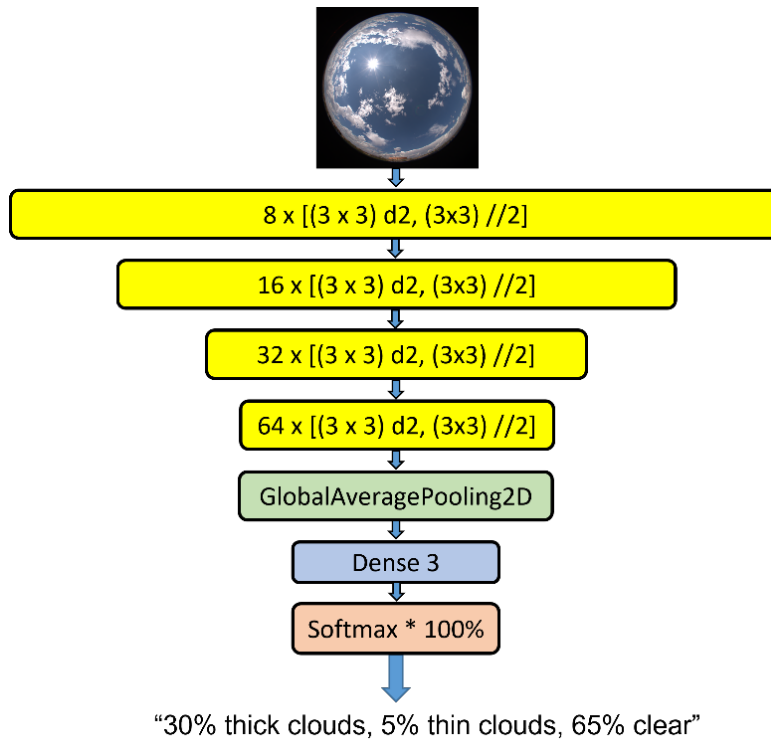 8 x [(3 x 3) d2, (3x3) //2]
16 x [(3 x 3) d2, (3x3) //2]
32 x [(3 x 3) d2, (3x3) //2]
64 x [(3 x 3) d2, (3x3) //2]
GlobalAveragePooling2D
Dense 3
Softmax * 100%
“30% thick clouds, 5% thin clouds, 65% clear”